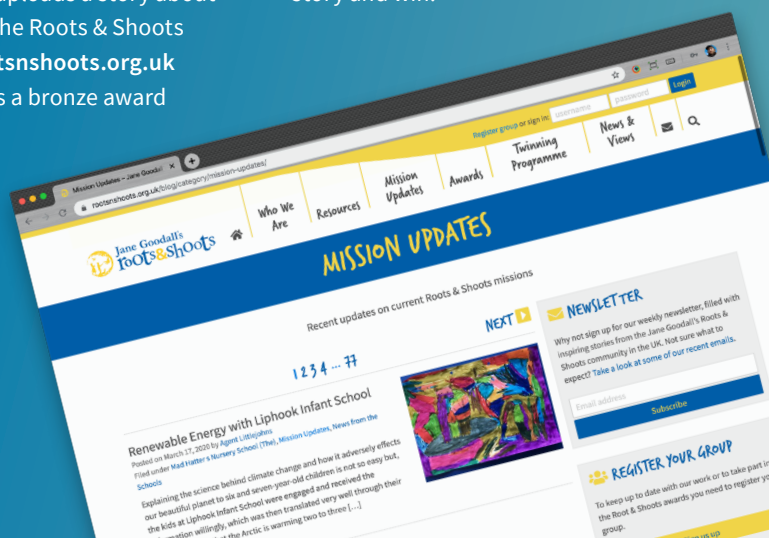 uploads a story about
the Roots & Shoots
tsnshoots.org.uk
s a bronze award
story and win.
Mission Updates – Jane Goodall
rootsnshoots.org.uk/blog/category/mission-updates/
Register group or sign in:
username
password
Login
Jane Goodall's
roots&shoots
Who We
Are
Resources
Mission
Updates
Awards
Twinning
Programme
News &
Views
MISSION UPDATES
Recent updates on current Roots & Shoots missions
1 2 3 4 ... 77
NEXT
Renewable Energy with Liphook Infant School
Posted on March 17, 2020 by Agent Littlejohns
Filed under Mad Hatter's Nursery School (The), Mission Updates, News from the
Schools
Explaining the science behind climate change and how it adversely effects
our beautiful planet to six and seven-year-old children is not so easy but,
the kids at Liphook Infant School were engaged and received the
willingly, which was then translated very well through their
the Arctic is warming two to three [...]
NEWSLETTER
Why not sign up for our weekly newsletter, filled with
inspiring stories from the Jane Goodall's Roots &
Shoots community in the UK. Not sure what to
expect? Take a look at some of our recent emails.
Email address
Subscribe
REGISTER YOUR GROUP
To keep up to date with our work or to take part in
the Root & Shoots awards you need to register yo
group.
us up